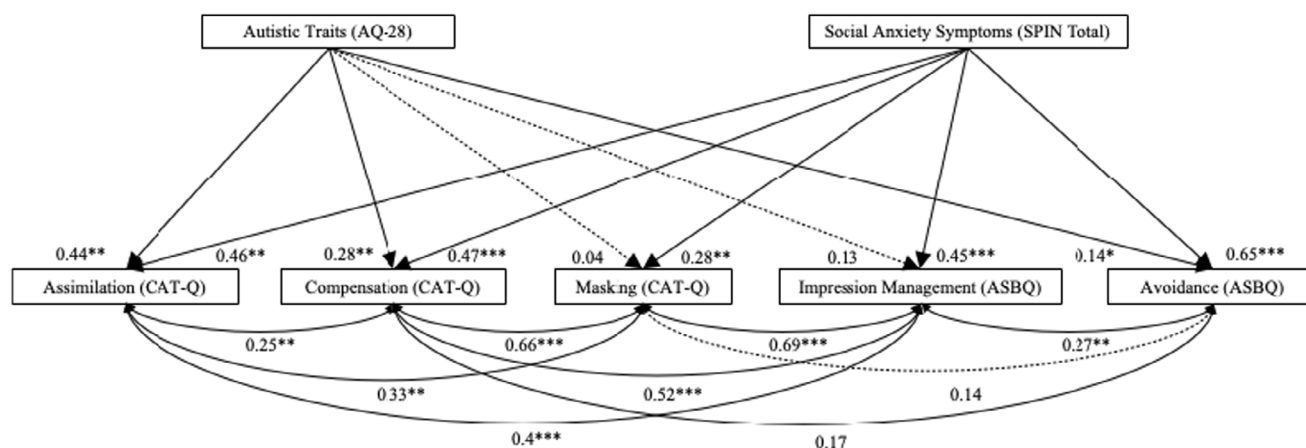 Autistic Traits (AQ-28) Social Anxiety Symptoms (SPIN Total)
0.44** 0.46** 0.28** 0.47*** 0.04 0.28** 0.13 0.45*** 0.14* 0.65***
Assimilation (CAT-Q) Compensation (CAT-Q) Masking (CAT-Q) Impression Management (ASBQ) Avoidance (ASBQ)
0.25** 0.66*** 0.69*** 0.27**
0.33** 0.52*** 0.14
0.4*** 0.17